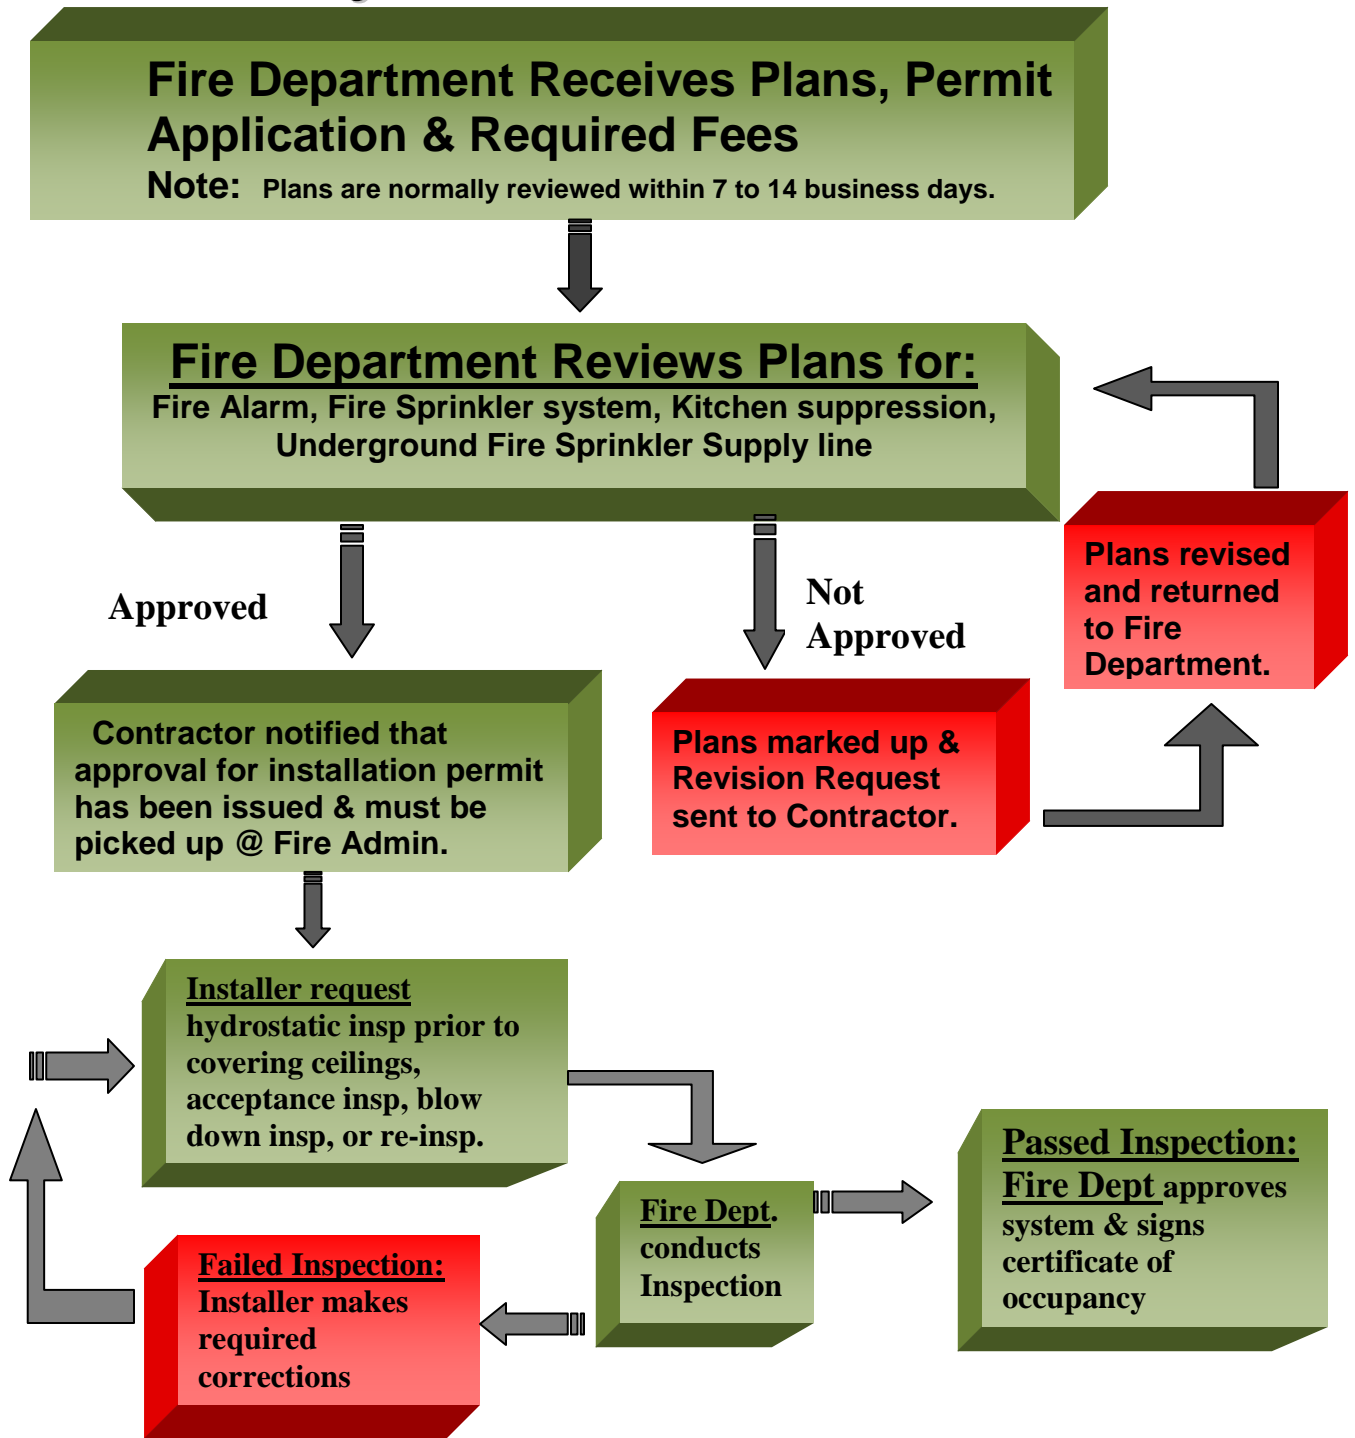 Fire Department Receives Plans, Permit
Application & Required Fees
Note: Plans are normally reviewed within 7 to 14 business days.
Fire Department Reviews Plans for:
Fire Alarm, Fire Sprinkler system, Kitchen suppression,
Underground Fire Sprinkler Supply line
Approved
Not
Approved
Plans revised
and returned
to Fire
Department.
Contractor notified that
approval for installation permit
has been issued & must be
picked up @ Fire Admin.
Plans marked up &
Revision Request
sent to Contractor.
Installer request
hydrostatic insp prior to
covering ceilings,
acceptance insp, blow
down insp, or re-insp.
Fire Dept.
conducts
Inspection
Passed Inspection:
Fire Dept approves
system & signs
certificate of
occupancy
Failed Inspection:
Installer makes
required
corrections